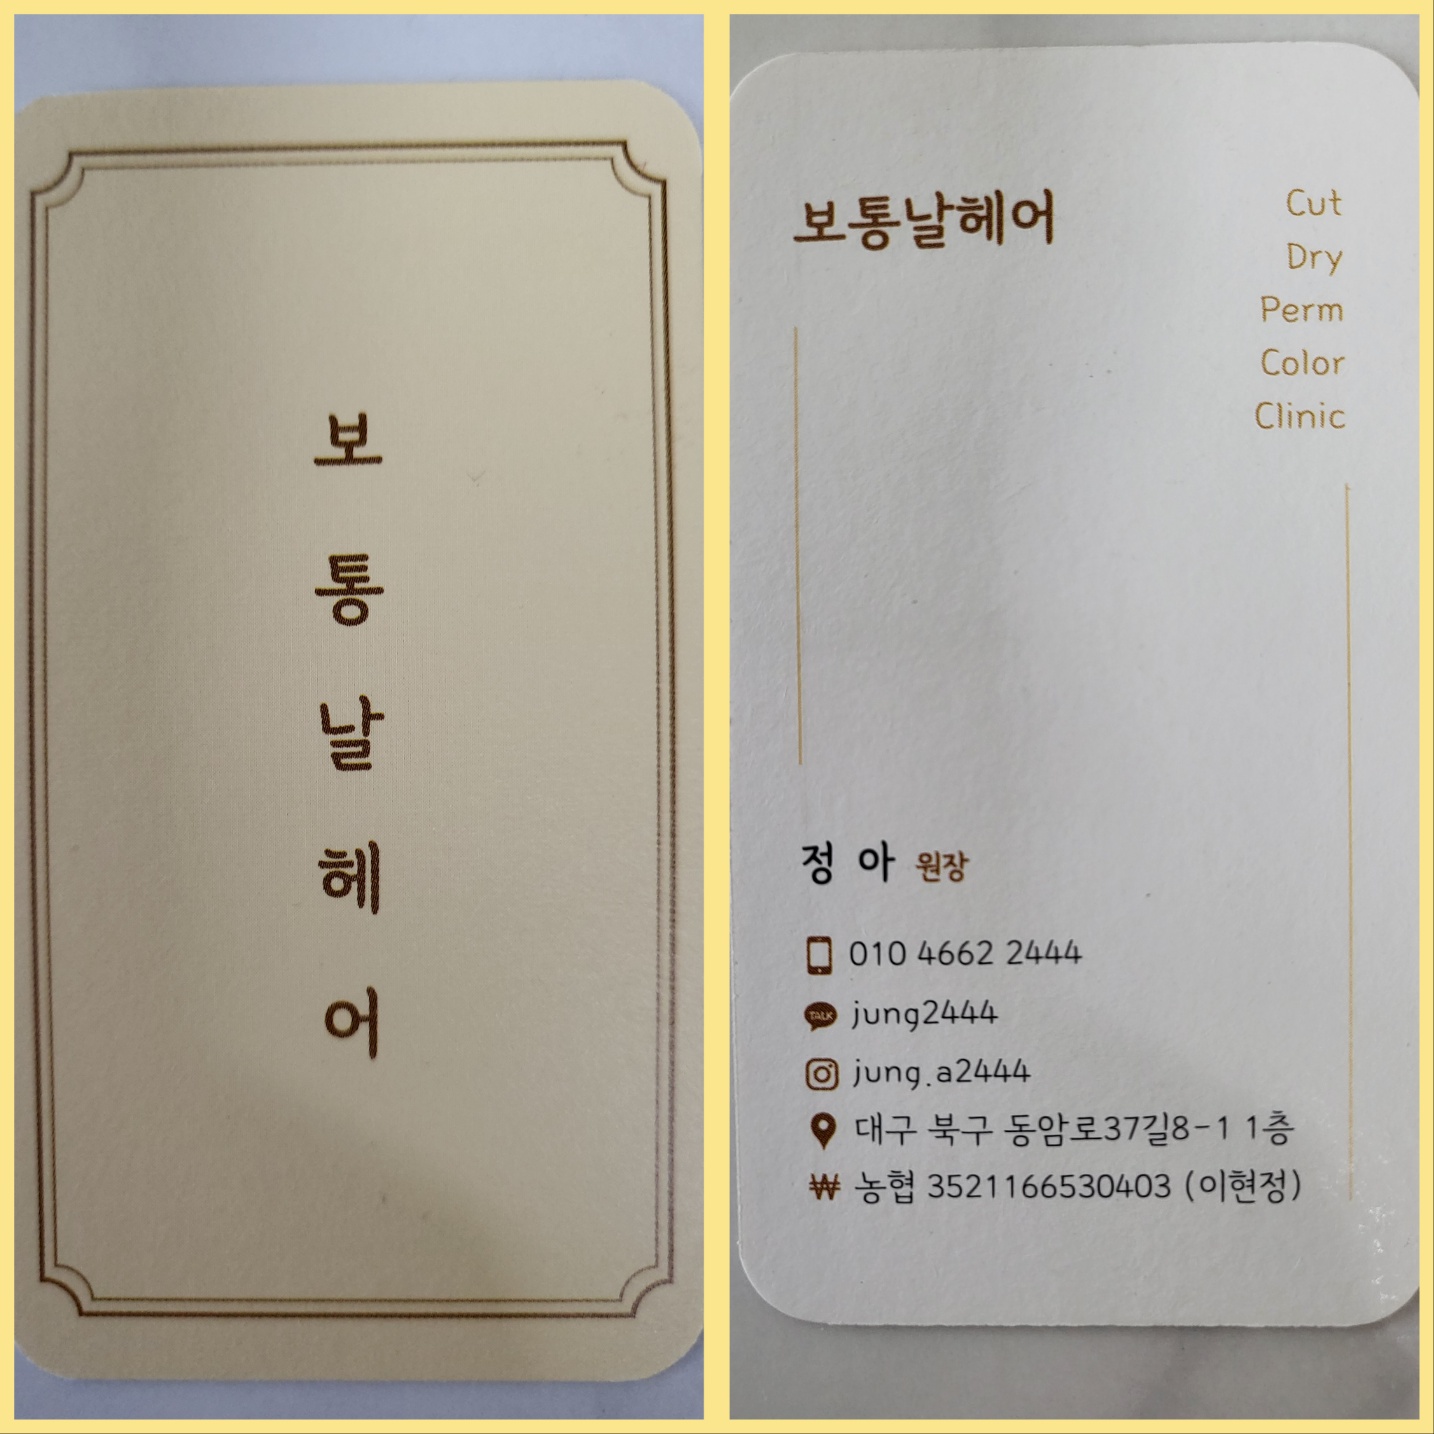 보
통
날
헤
어
보통날헤어
Cut
Dry
Perm
Color
Clinic
정 아 원장
010 4662 2444
TALK jung2444
jung.a2444
대구 북구 동암로37길8-1 1층
₩ 농협 3521166530403 (이현정)